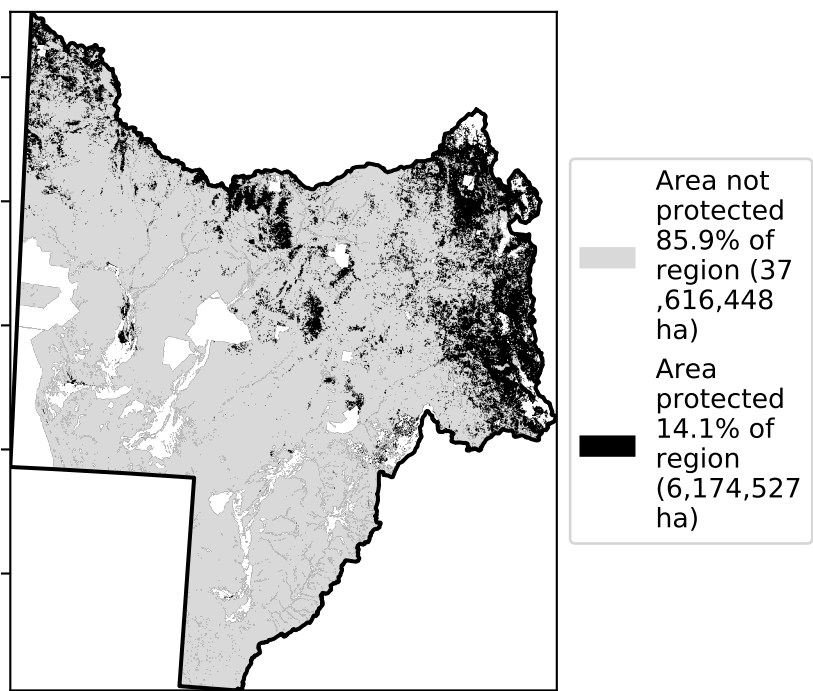 Area not
protected
85.9% of
region (37
,616,448
ha)
Area
protected
14.1% of
region
(6,174,527
ha)